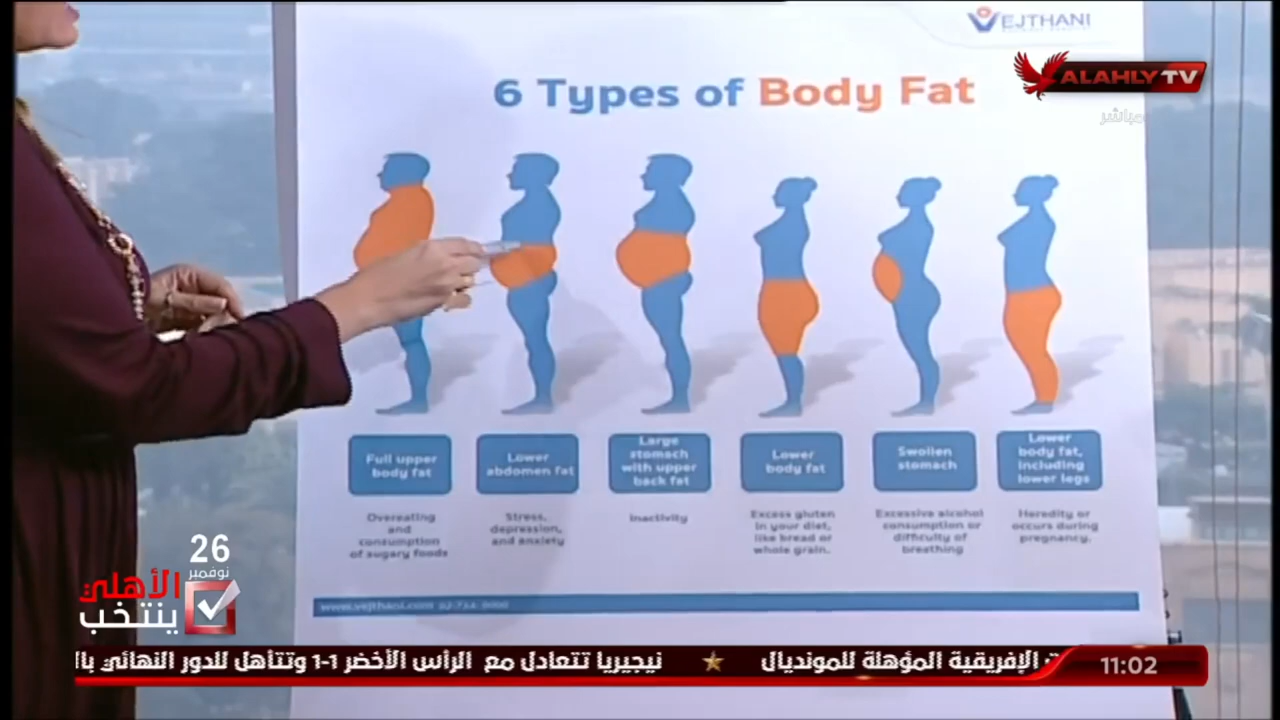 VEJTHANI
6 Types of Body Fat
ALAHLY TV
مباشر
Full upper
body fat
Lower
abdomen fat
Large
stomach
with upper
back fat
Lower
body fat
Swollen
stomach
Lower
body fat,
including
lower legs
Overeating
and
consumption
of sugary foods
Stress,
depression,
and anxiety
Inactivity
Excess gluten
in your diet,
like bread or
whole grain.
Excessive alcohol
consumption or
difficulty of
breathing
Heredity or
occurs during
pregnancy.
www.vejthani.com
26
نوفمبر
الأهلي
ينتخب
الإفريقية المؤهلة للمونديال
نيجيريا تتعادل مع الرأس الأخضر 1-1 وتتأهل للدور النهائي
11:02